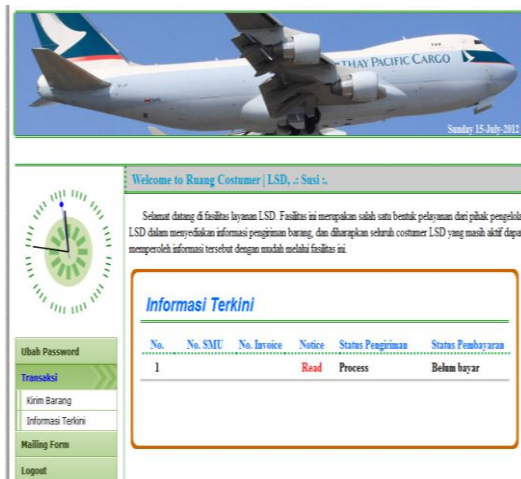 THAY PACIFIC CARGO
Sunday 15-July-2012
Welcome to Ruang Costumer | LSD, .: Susi :.
Selamat datang di fasilitas layanan LSD. Fasilitas ini merupakan salah satu bentuk pelayanan dari pihak pengelola
LSD dalam menyediakan informasi pengiriman barang, dan diharapkan seluruh costumer LSD yang masih aktif dapa
memperoleh informasi tersebut dengan mudah melalui fasilitas ini.
Informasi Terkini
No. No. SMU No. Invoice Notice Status Pengiriman Status Pembayaran
1 Read Process Belum bayar
Ubah Password
Transaksi
Kirim Barang
Informasi Terkini
Mailing Form
Logout